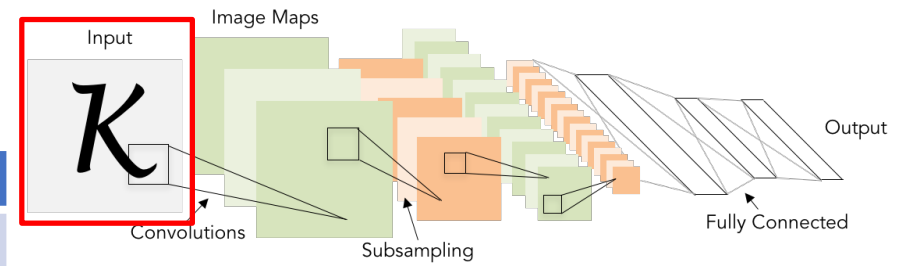 Image Maps
Input
K
Output
Fully Connected
Convolutions
Subsampling